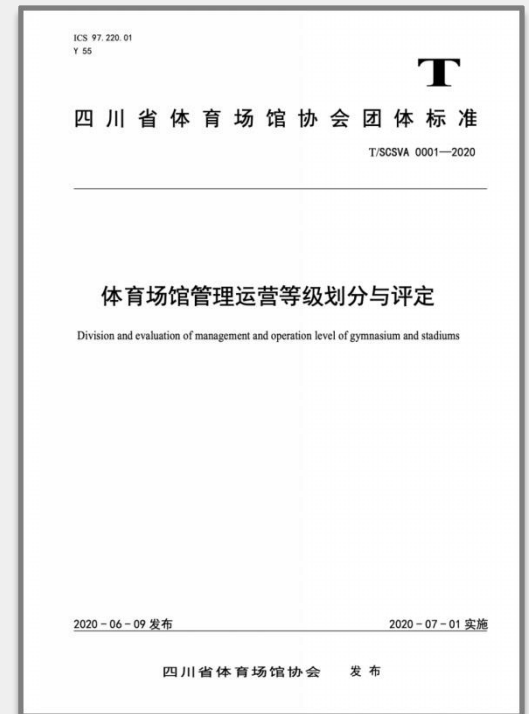 ICS 97.220.01
Y 55
T
四川省体育场馆协会团体标准
T/SCSVA 0001—2020
体育场馆管理运营等级划分与评定
Division and evaluation of management and operation level of gymnasium and stadiums
2020-06-09 发布
2020-07-01 实施
四川省体育场馆协会 发布